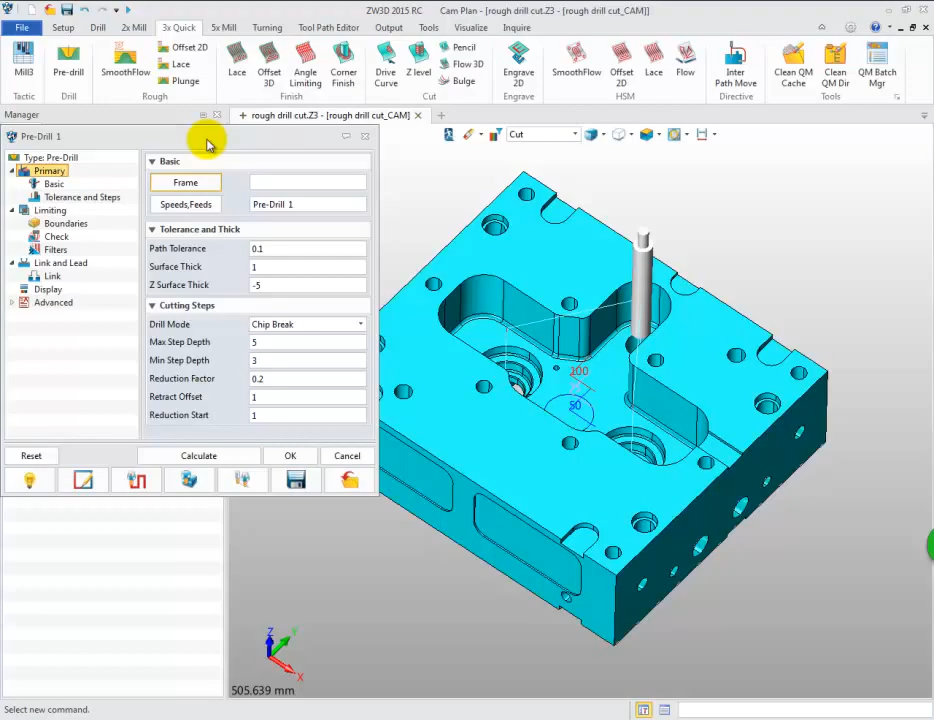 ZW3D 2015 RC Cam Plan - [rough drill cut.Z3 - [rough drill cut_CAM]]
File Setup Drill 2x Mill 3x Quick 5x Mill Turning Tool Path Editor Output Tools Visualize Inquire
Mill3
Tactic
Pre-drill
Drill
SmoothFlow
Offset 2D
Lace
Plunge
Rough
Lace
Offset 3D
Angle Limiting
Corner Finish
Finish
Drive Curve
Z level
Pencil
Flow 3D
Bulge
Cut
Engrave 2D
Engrave
SmoothFlow
Offset 2D
Lace
Flow
HSM
Inter Path Move
Directive
Clean QM Cache
Clean QM Dir
QM Batch Mgr
Tools
Manager
rough drill cut.Z3 - [rough drill cut_CAM]
Cut
Pre-Drill 1
Type: Pre-Drill
Primary
Basic
Tolerance and Steps
Limiting
Boundaries
Check
Filters
Link and Lead
Link
Display
Advanced
Basic
Frame
Speeds,Feeds Pre-Drill 1
Tolerance and Thick
Path Tolerance 0.1
Surface Thick 1
Z Surface Thick -5
Cutting Steps
Drill Mode Chip Break
Max Step Depth 5
Min Step Depth 3
Reduction Factor 0.2
Retract Offset 1
Reduction Start 1
Reset Calculate OK Cancel
100
50
Z
Y
X
505.639 mm
Select new command.